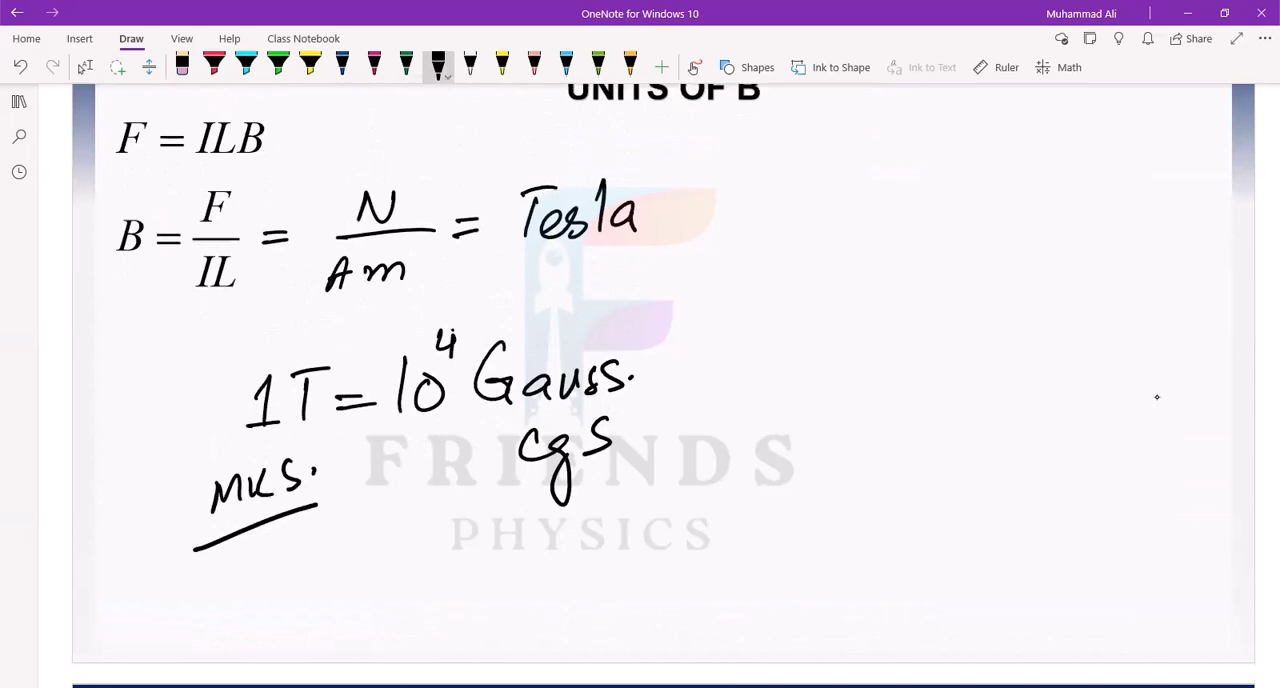 OneNote for Windows 10
Muhammad Ali
Home Insert Draw View Help Class Notebook
Share
Shapes Ink to Shape Ink to Text Ruler Math
UNITS OF B
F = ILB
B = F/IL = N/Am = Tesla
1T = 10⁴ Gauss.
MKS. cgs
FRIENDS
PHYSICS